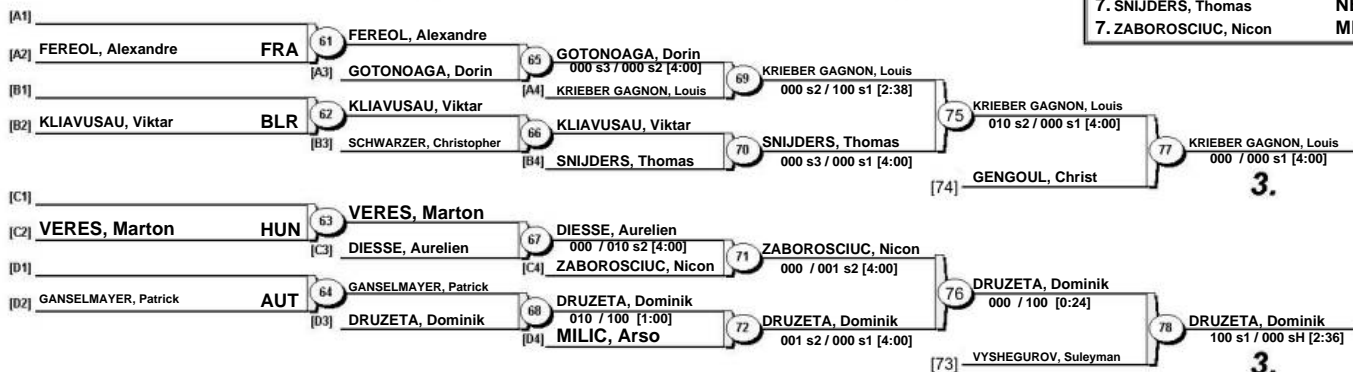 7. SNIJDERS, Thomas
7. ZABOROSCIUC, Nicon
[A1]
[A2] FEREOL, Alexandre FRA
61
FEREOL, Alexandre
[A3] GOTONOAGA, Dorin
65
GOTONOAGA, Dorin
000 s3 / 000 s2 [4:00]
[A4] KRIEBER GAGNON, Louis
69
KRIEBER GAGNON, Louis
000 s2 / 100 s1 [2:38]
[B1]
[B2] KLIAVUSAU, Viktar BLR
62
KLIAVUSAU, Viktar
[B3] SCHWARZER, Christopher
66
KLIAVUSAU, Viktar
[B4] SNIJDERS, Thomas
70
SNIJDERS, Thomas
000 s3 / 000 s1 [4:00]
75
KRIEBER GAGNON, Louis
010 s2 / 000 s1 [4:00]
[74] GENGOUL, Christ
77
KRIEBER GAGNON, Louis
000 / 000 s1 [4:00]
3.
[C1]
[C2] VERES, Marton HUN
63
VERES, Marton
[C3] DIESSE, Aurelien
67
DIESSE, Aurelien
000 / 010 s2 [4:00]
[C4] ZABOROSCIUC, Nicon
71
ZABOROSCIUC, Nicon
000 / 001 s2 [4:00]
[D1]
[D2] GANSELMAYER, Patrick AUT
64
GANSELMAYER, Patrick
[D3] DRUZETA, Dominik
68
DRUZETA, Dominik
010 / 100 [1:00]
[D4] MILIC, Arso
72
DRUZETA, Dominik
001 s2 / 000 s1 [4:00]
76
DRUZETA, Dominik
000 / 100 [0:24]
[73] VYSHEGUROV, Suleyman
78
DRUZETA, Dominik
100 s1 / 000 sH [2:36]
3.